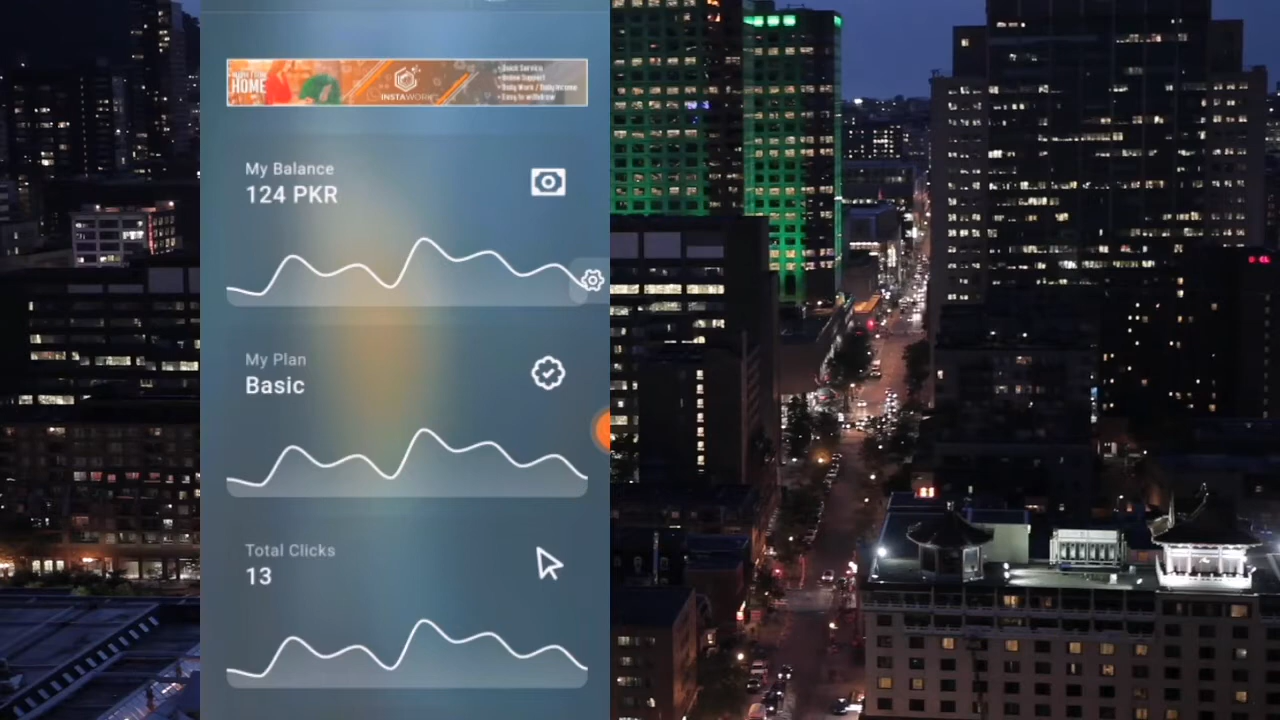 HOME
INSTAWORK
Quick Service
Online Support
Daily Work / Daily Income
Easy to withdraw
My Balance
124 PKR
My Plan
Basic
Total Clicks
13